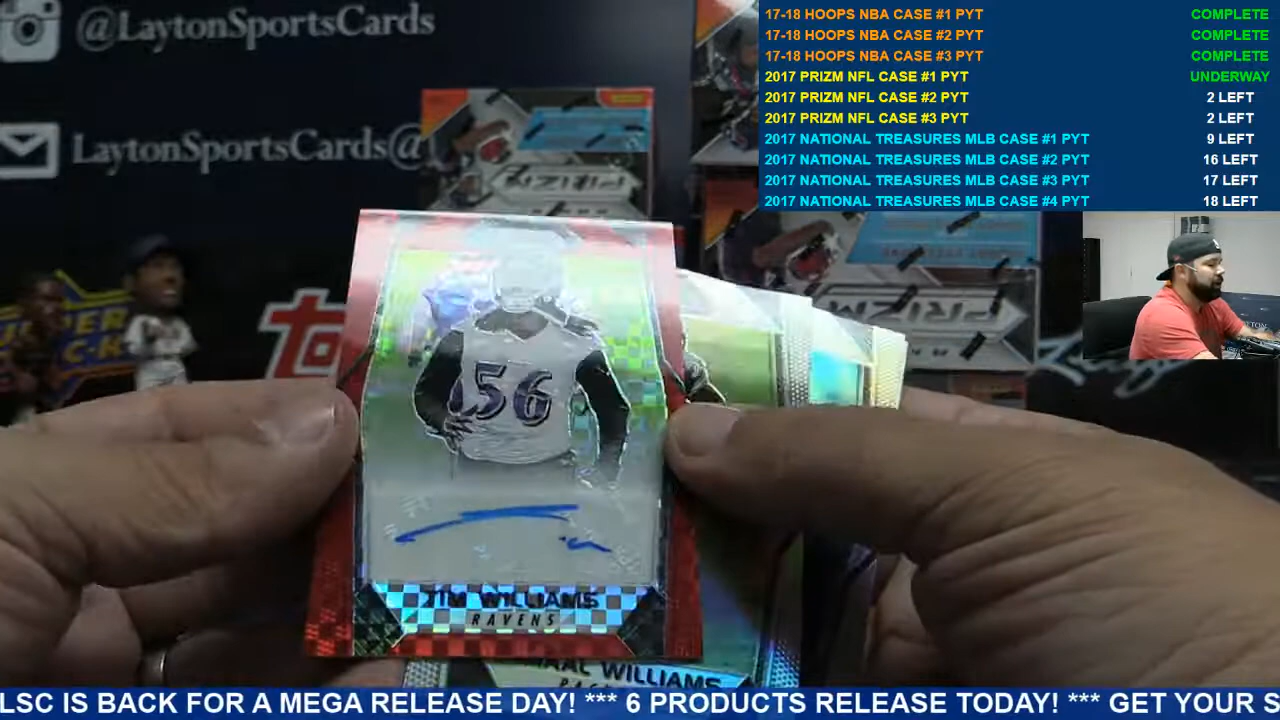 @LaytonSportsCards
LaytonSportsCards@
17-18 HOOPS NBA CASE #1 PYT COMPLETE
17-18 HOOPS NBA CASE #2 PYT COMPLETE
17-18 HOOPS NBA CASE #3 PYT COMPLETE
2017 PRIZM NFL CASE #1 PYT UNDERWAY
2017 PRIZM NFL CASE #2 PYT 2 LEFT
2017 PRIZM NFL CASE #3 PYT 2 LEFT
2017 NATIONAL TREASURES MLB CASE #1 PYT 9 LEFT
2017 NATIONAL TREASURES MLB CASE #2 PYT 16 LEFT
2017 NATIONAL TREASURES MLB CASE #3 PYT 17 LEFT
2017 NATIONAL TREASURES MLB CASE #4 PYT 18 LEFT
PRIZM
PRIZM
56
TIM WILLIAMS
RAVENS
WILLIAMS
LSC IS BACK FOR A MEGA RELEASE DAY! *** 6 PRODUCTS RELEASE TODAY! *** GET YOUR S